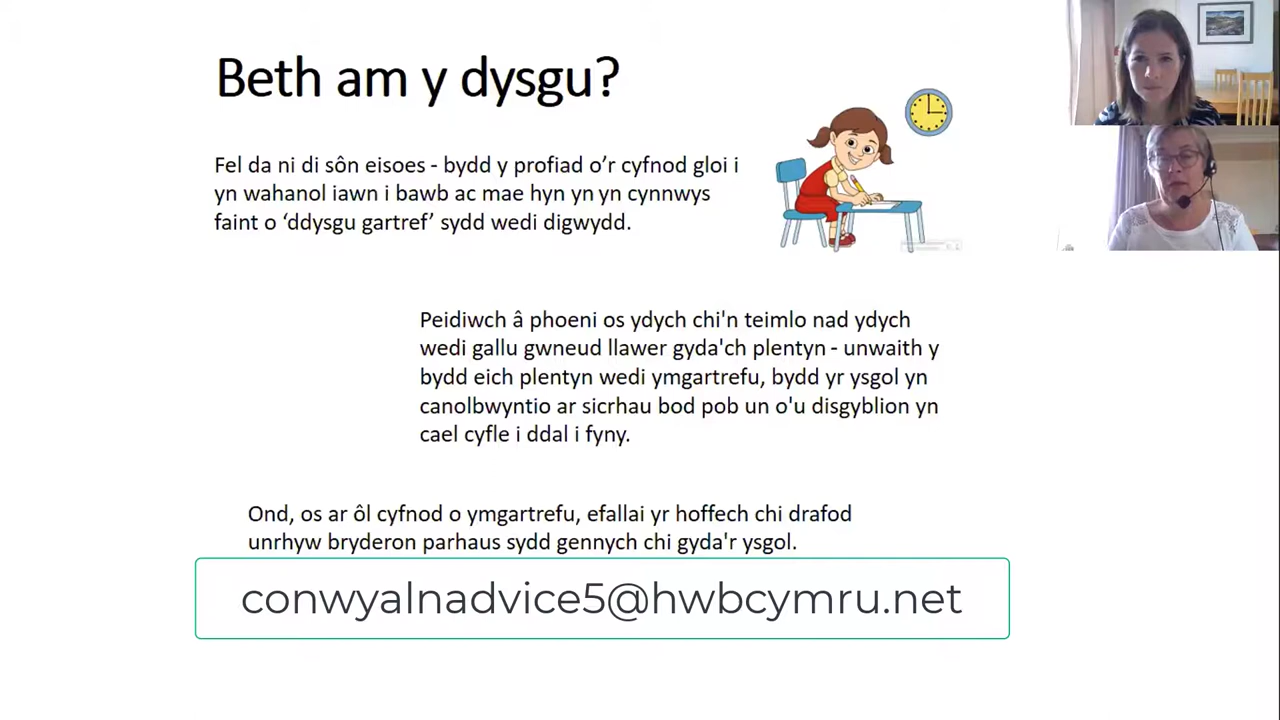 Beth am y dysgu?
Fel da ni di sôn eisoes - bydd y profiad o’r cyfnod gloi i
yn wahanol iawn i bawb ac mae hyn yn yn cynnwys
faint o ‘ddysgu gartref’ sydd wedi digwydd.
Peidiwch â phoeni os ydych chi'n teimlo nad ydych
wedi gallu gwneud llawer gyda'ch plentyn - unwaith y
bydd eich plentyn wedi ymgartrefu, bydd yr ysgol yn
canolbwyntio ar sicrhau bod pob un o'u disgyblion yn
cael cyfle i ddal i fyny.
Ond, os ar ôl cyfnod o ymgartrefu, efallai yr hoffech chi drafod
unrhyw bryderon parhaus sydd gennych chi gyda'r ysgol.
conwyalnadvice5@hwbcymru.net